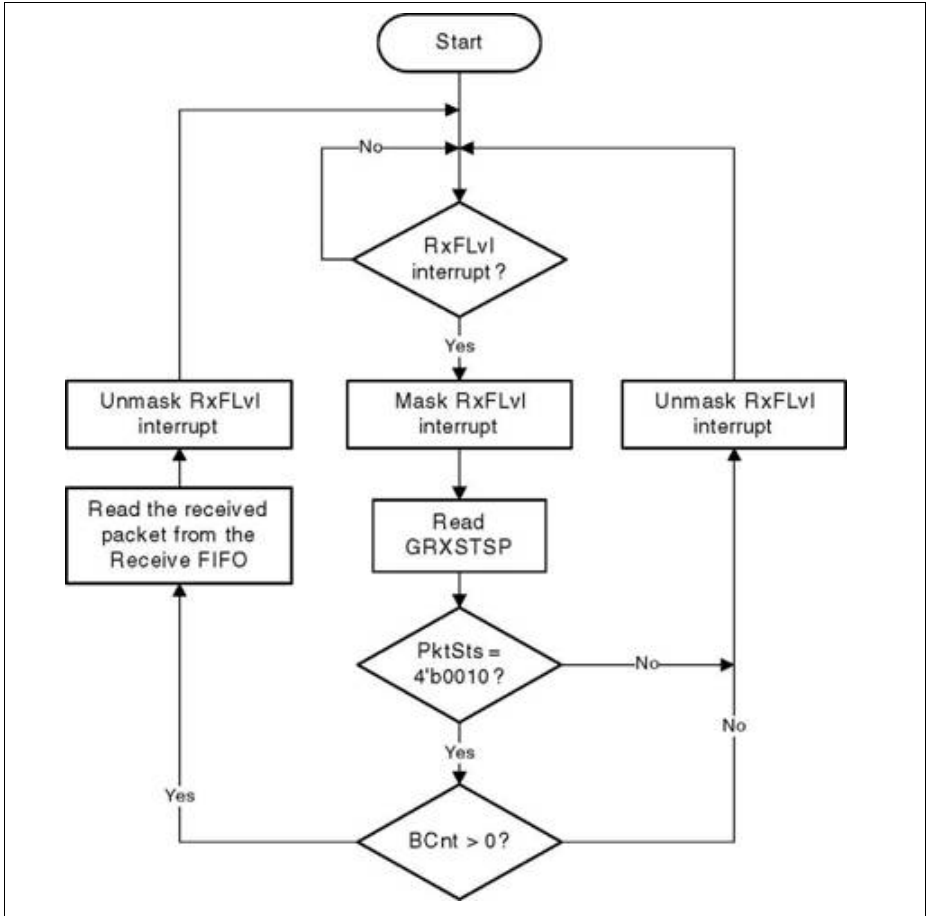 Start
No
RxFLvl
interrupt?
Yes
Unmask RxFLvl
interrupt
Mask RxFLvl
interrupt
Unmask RxFLvl
interrupt
Read the received
packet from the
Receive FIFO
Read
GRXSTSP
PktSts =
4'b0010?
No
Yes
No
Yes
BCnt > 0?